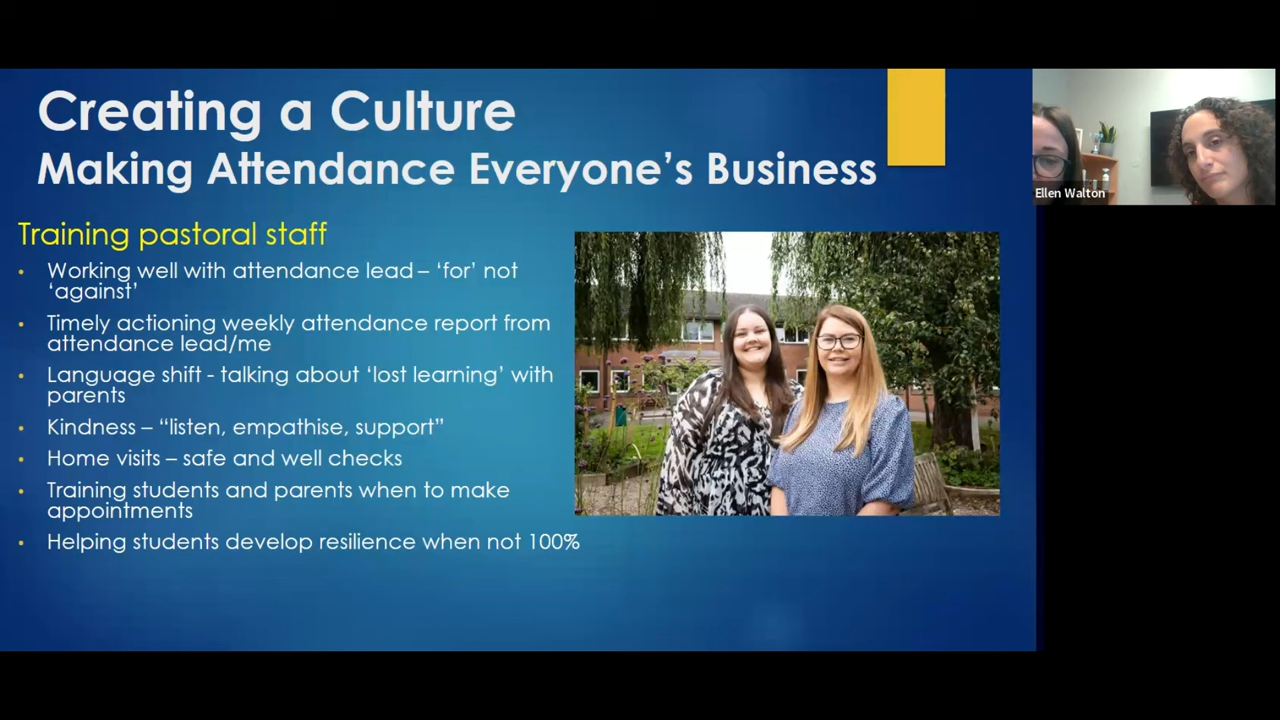 Creating a Culture
Making Attendance Everyone's Business
Training pastoral staff
• Working well with attendance lead – ‘for’ not
‘against’
• Timely actioning weekly attendance report from
attendance lead/me
• Language shift - talking about ‘lost learning’ with
parents
• Kindness – “listen, empathise, support”
• Home visits – safe and well checks
• Training students and parents when to make
appointments
• Helping students develop resilience when not 100%
Ellen Walton